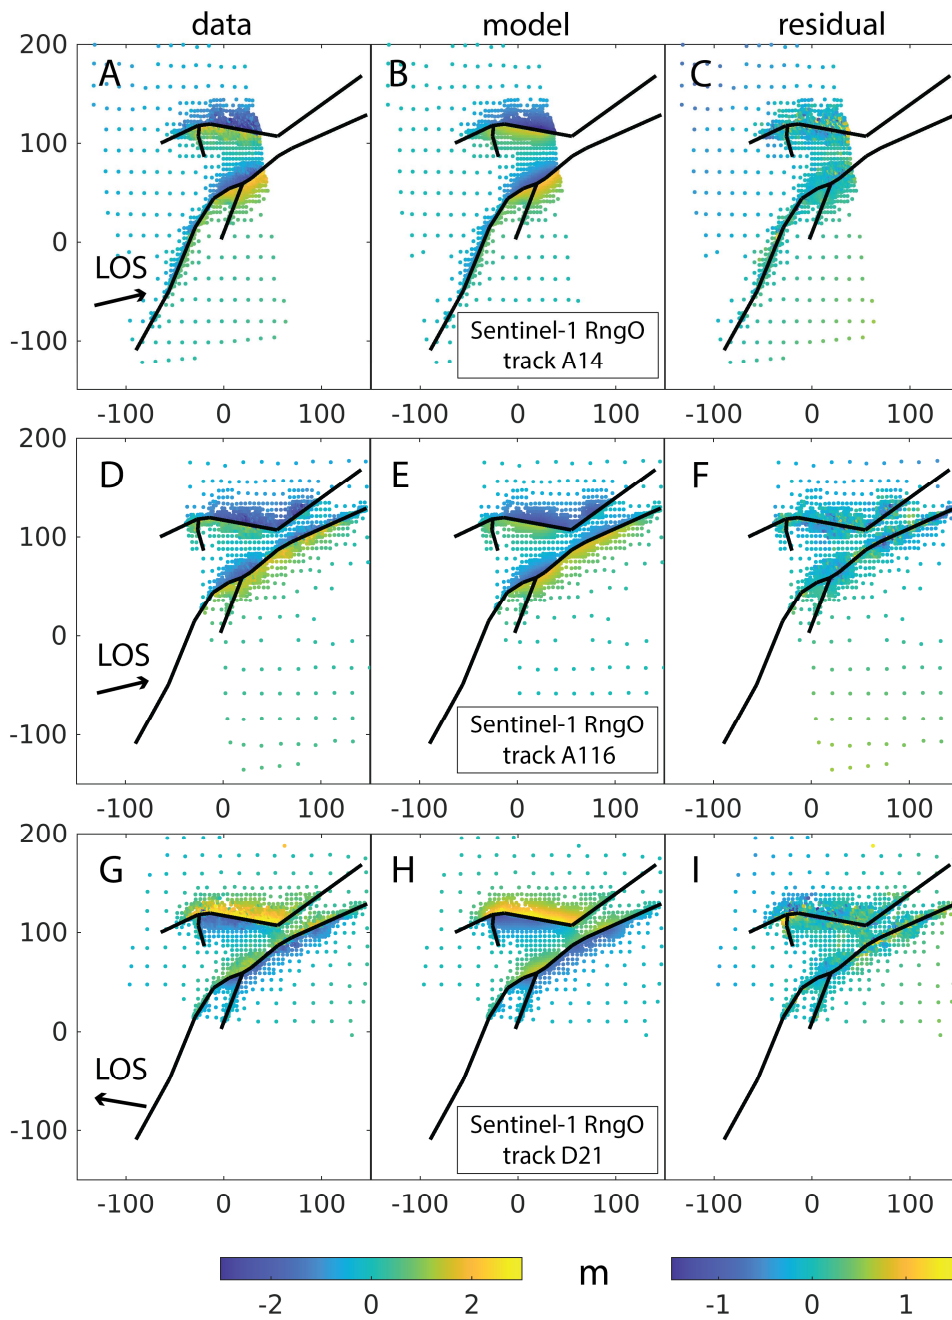 data model residual
200
A B C
100
0
LOS
-100
Sentinel-1 RngO
track A14
-100 0 100 -100 0 100 -100 0 100
200
D E F
100
0
LOS
-100
Sentinel-1 RngO
track A116
-100 0 100 -100 0 100 -100 0 100
200
G H I
100
0
LOS
-100
Sentinel-1 RngO
track D21
-100 0 100 -100 0 100 -100 0 100
m
-2 0 2 -1 0 1